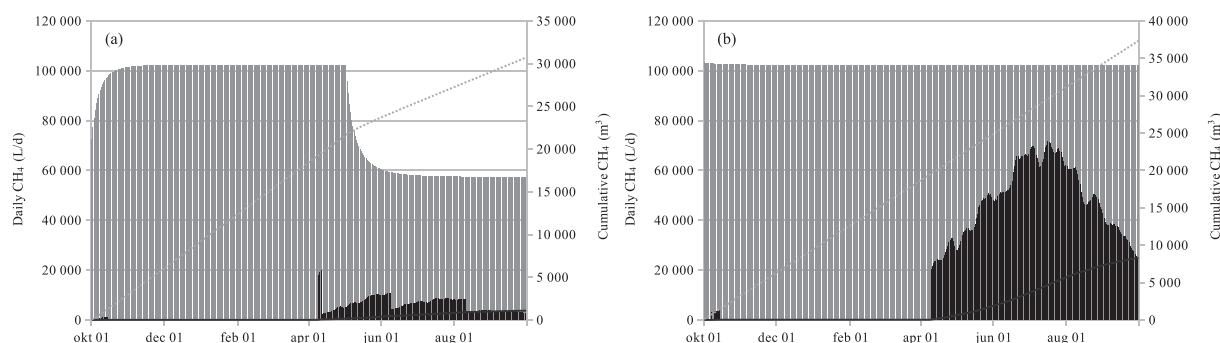 (a)
Daily CH₄ (L/d)
120 000
100 000
80 000
60 000
40 000
20 000
0
okt 01
dec 01
feb 01
apr 01
jun 01
aug 01
35 000
30 000
25 000
20 000
15 000
10 000
5 000
0
Cumulative CH₄ (m³)
(b)
Daily CH₄ (L/d)
120 000
100 000
80 000
60 000
40 000
20 000
0
okt 01
dec 01
feb 01
apr 01
jun 01
aug 01
40 000
35 000
30 000
25 000
20 000
15 000
10 000
5 000
0
Cumulative CH₄ (m³)